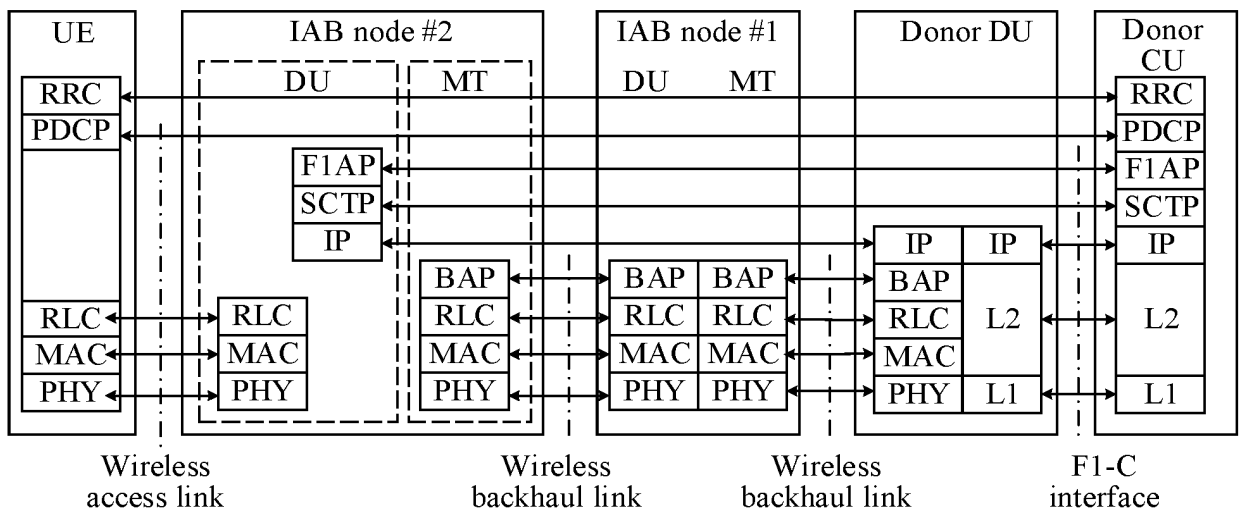 UE
IAB node #2
IAB node #1
Donor DU
Donor
CU
DU
MT
DU
MT
RRC
RRC
PDCP
PDCP
F1AP
F1AP
SCTP
SCTP
IP
IP
IP
IP
BAP
BAP
BAP
BAP
RLC
RLC
RLC
RLC
RLC
RLC
L2
L2
MAC
MAC
MAC
MAC
MAC
MAC
PHY
PHY
PHY
PHY
PHY
PHY
L1
L1
Wireless
access link
Wireless
backhaul link
Wireless
backhaul link
F1-C
interface